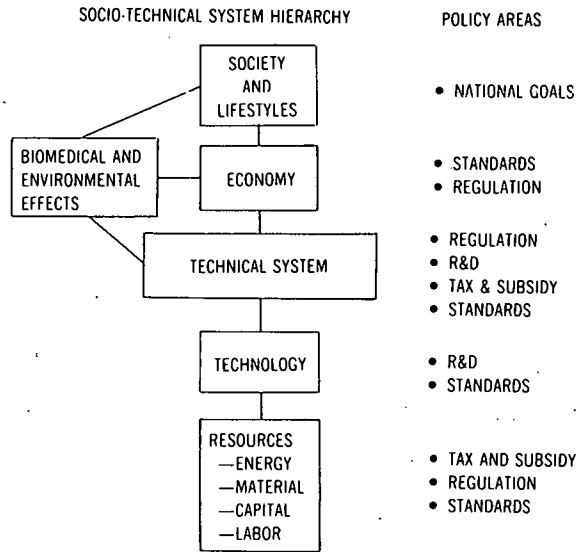 SOCIO-TECHNICAL SYSTEM HIERARCHY
POLICY AREAS
SOCIETY
AND
LIFESTYLES
• NATIONAL GOALS
BIOMEDICAL AND
ENVIRONMENTAL
EFFECTS
ECONOMY
• STANDARDS
• REGULATION
TECHNICAL SYSTEM
• REGULATION
• R&D
• TAX & SUBSIDY
• STANDARDS
TECHNOLOGY
• R&D
• STANDARDS
RESOURCES
—ENERGY
—MATERIAL
—CAPITAL
—LABOR
• TAX AND SUBSIDY
• REGULATION
• STANDARDS